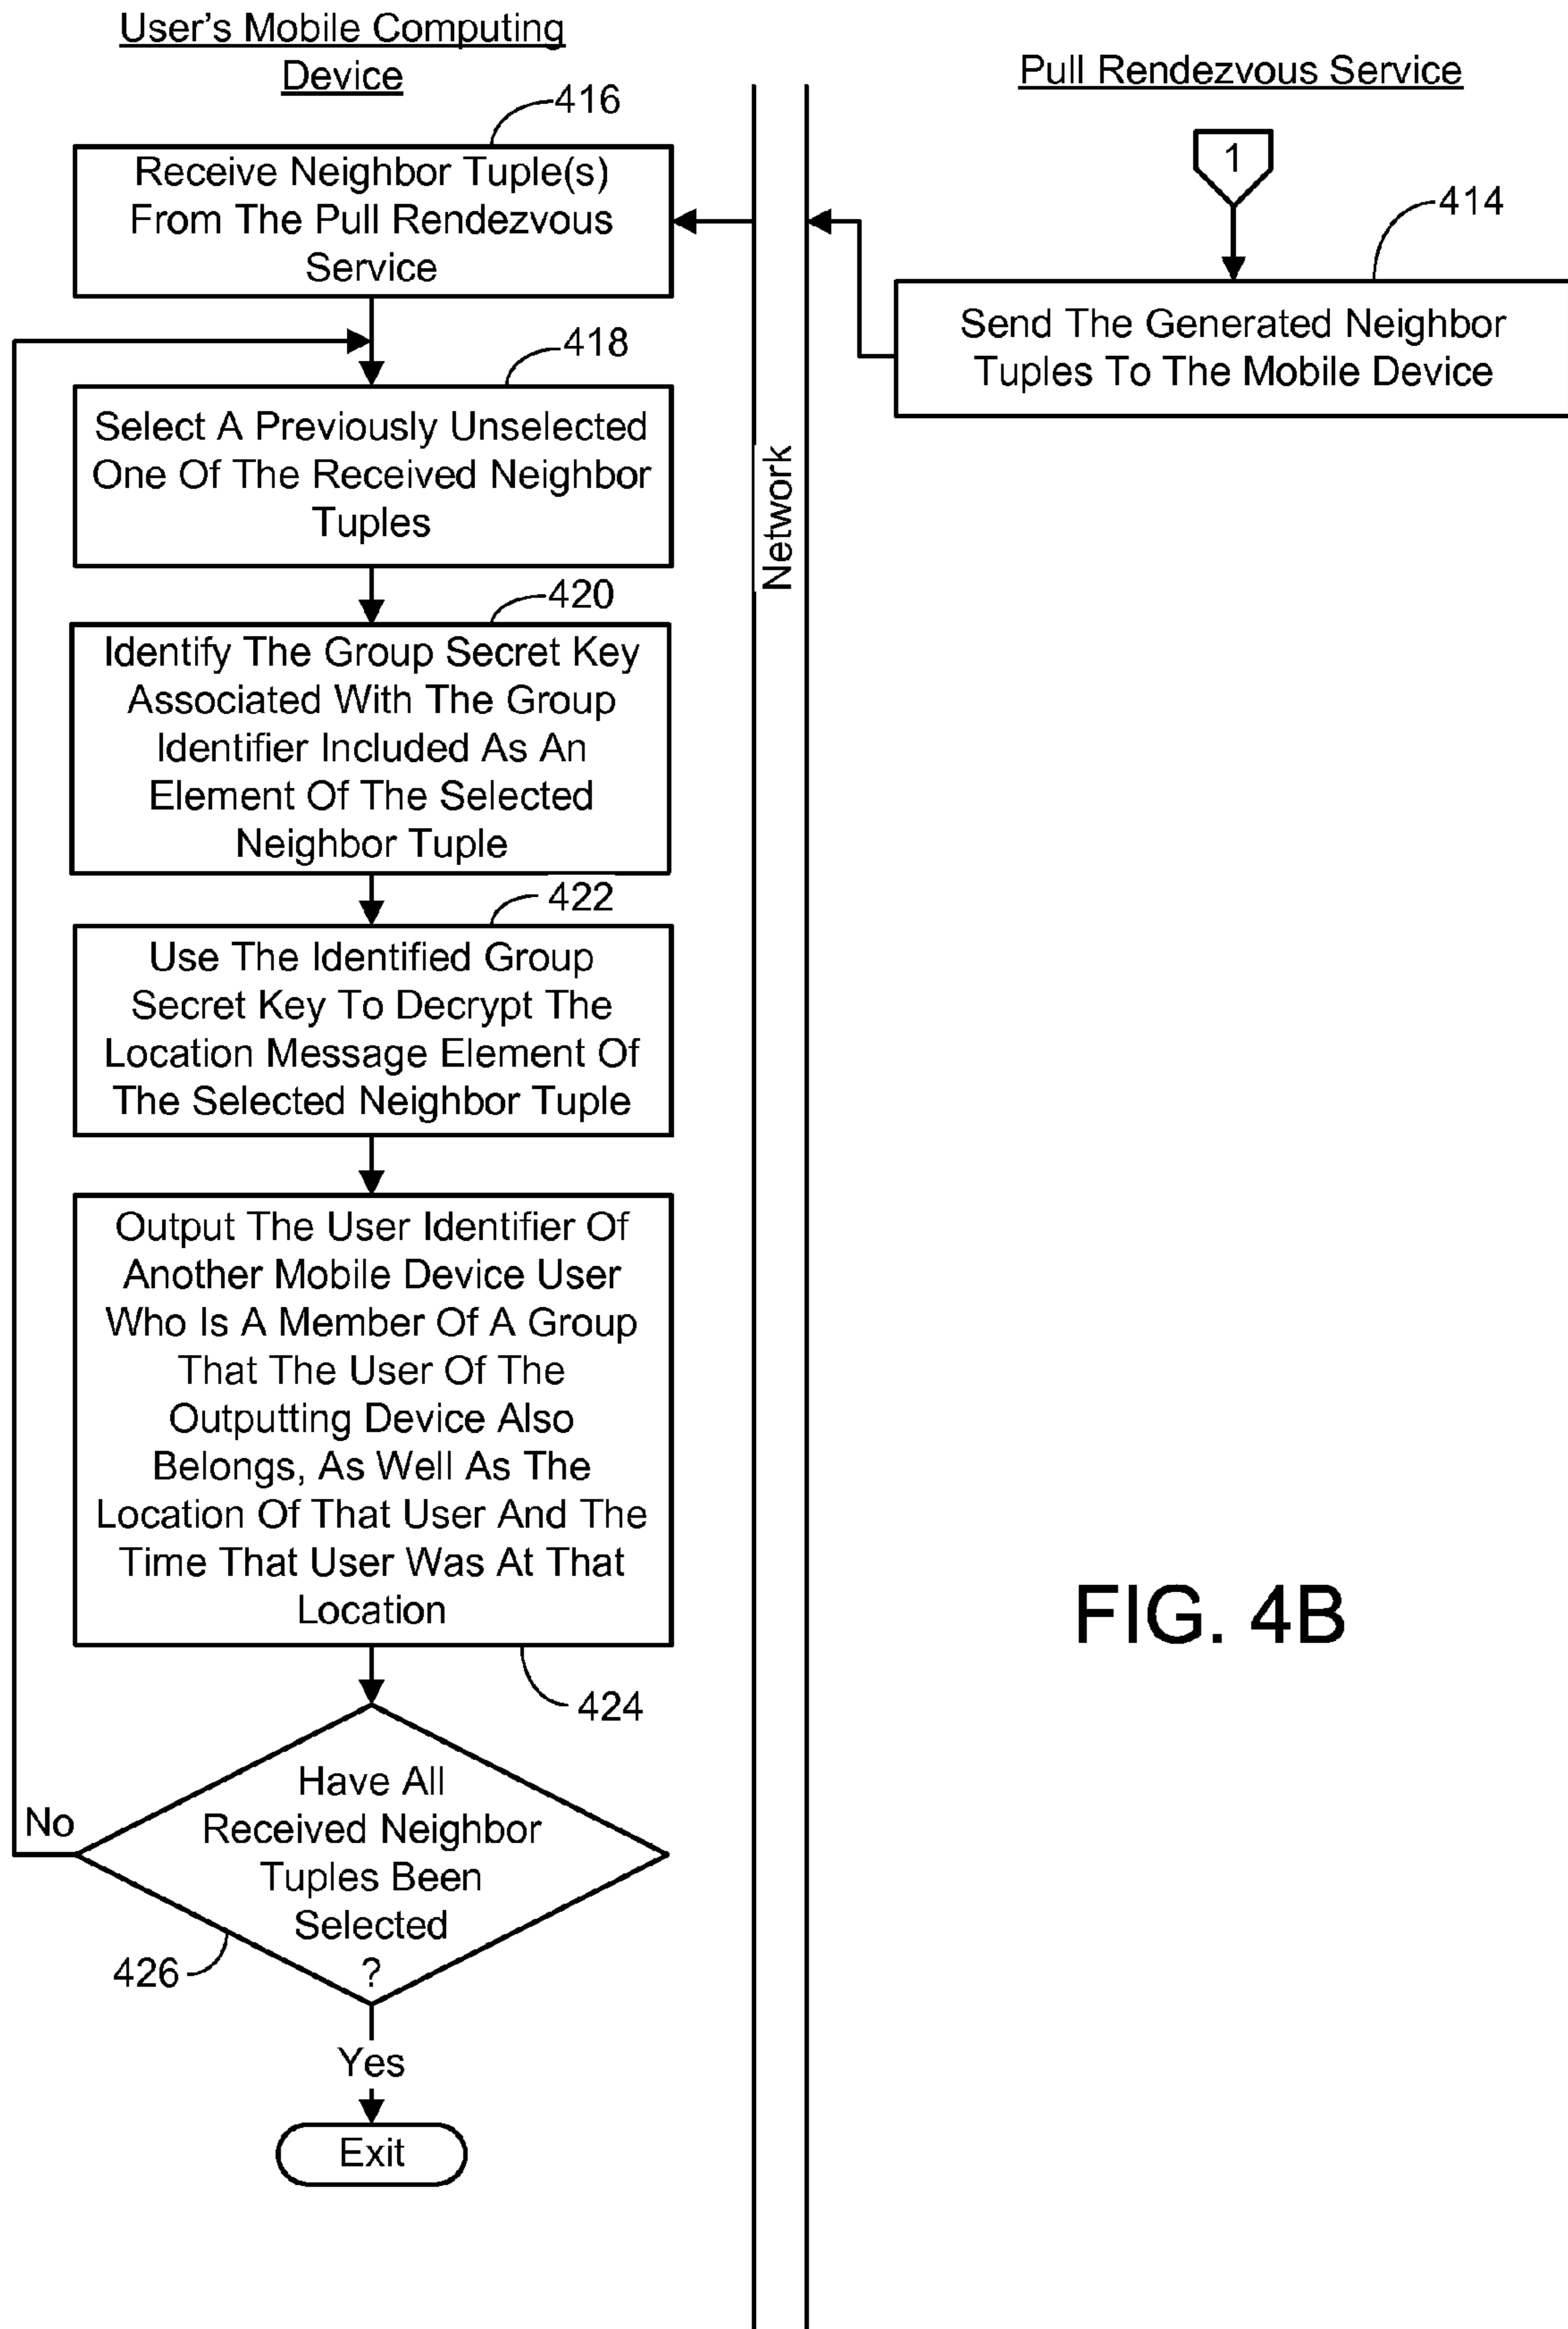 User's Mobile Computing
Device
416
Receive Neighbor Tuple(s)
From The Pull Rendezvous
Service
418
Select A Previously Unselected
One Of The Received Neighbor
Tuples
420
Identify The Group Secret Key
Associated With The Group
Identifier Included As An
Element Of The Selected
Neighbor Tuple
422
Use The Identified Group
Secret Key To Decrypt The
Location Message Element Of
The Selected Neighbor Tuple
Output The User Identifier Of
Another Mobile Device User
Who Is A Member Of A Group
That The User Of The
Outputting Device Also
Belongs, As Well As The
Location Of That User And The
Time That User Was At That
Location
424
Have All
Received Neighbor
Tuples Been
Selected
?
No
426
Yes
Exit
Network
Pull Rendezvous Service
1
414
Send The Generated Neighbor
Tuples To The Mobile Device
FIG. 4B